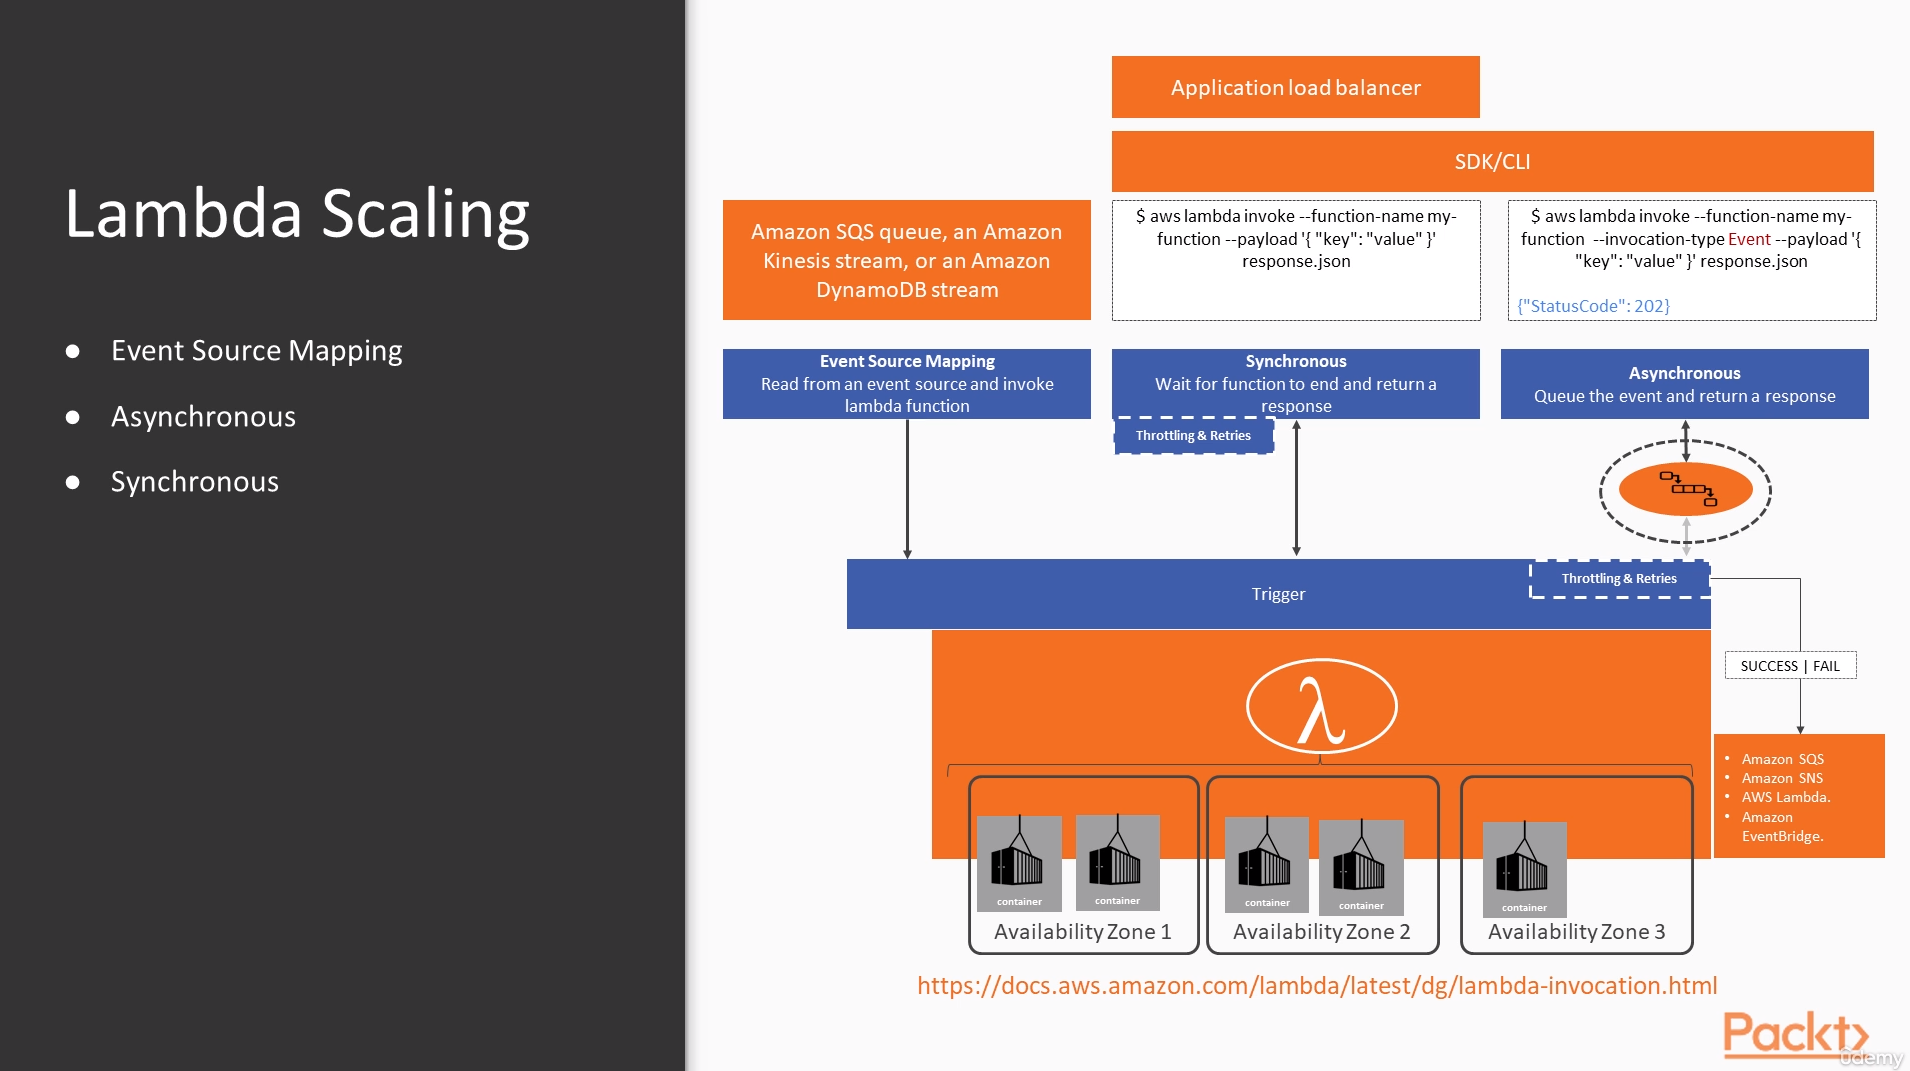 Lambda Scaling
● Event Source Mapping
● Asynchronous
● Synchronous
Application load balancer
SDK/CLI
Amazon SQS queue, an Amazon
Kinesis stream, or an Amazon
DynamoDB stream
$ aws lambda invoke --function-name my-
function --payload '{ "key": "value" }'
response.json
$ aws lambda invoke --function-name my-
function --invocation-type Event --payload '{
"key": "value" }' response.json
{"StatusCode": 202}
Event Source Mapping
Read from an event source and invoke
lambda function
Synchronous
Wait for function to end and return a
response
Asynchronous
Queue the event and return a response
Throttling & Retries
Trigger
Throttling & Retries
SUCCESS | FAIL
λ
• Amazon SQS
• Amazon SNS
• AWS Lambda.
• Amazon
EventBridge.
container
container
container
container
container
Availability Zone 1
Availability Zone 2
Availability Zone 3
https://docs.aws.amazon.com/lambda/latest/dg/lambda-invocation.html
Packt>
ûdemy